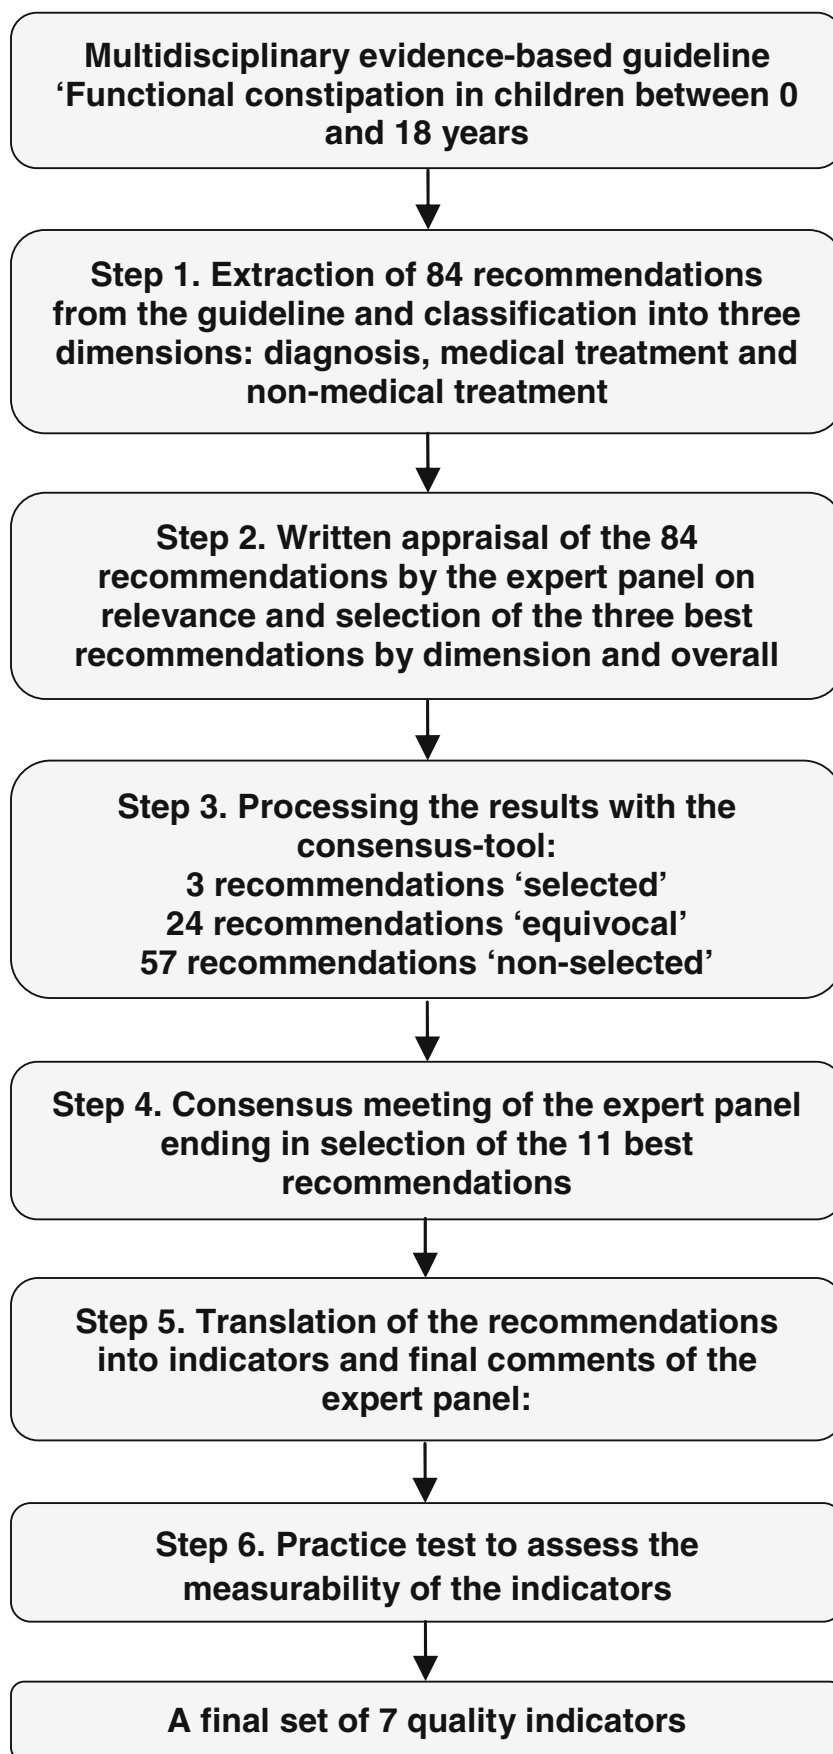 Multidisciplinary evidence-based guideline
‘Functional constipation in children between 0
and 18 years
Step 1. Extraction of 84 recommendations
from the guideline and classification into three
dimensions: diagnosis, medical treatment and
non-medical treatment
Step 2. Written appraisal of the 84
recommendations by the expert panel on
relevance and selection of the three best
recommendations by dimension and overall
Step 3. Processing the results with the
consensus-tool:
3 recommendations ‘selected’
24 recommendations ‘equivocal’
57 recommendations ‘non-selected’
Step 4. Consensus meeting of the expert panel
ending in selection of the 11 best
recommendations
Step 5. Translation of the recommendations
into indicators and final comments of the
expert panel:
Step 6. Practice test to assess the
measurability of the indicators
A final set of 7 quality indicators